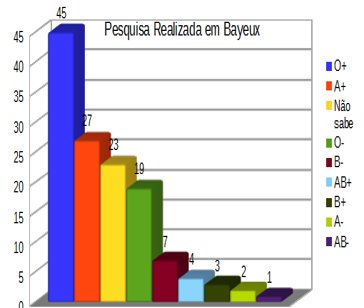 Pesquisa Realizada em Bayeux
45
40
35
30
25
20
15
10
5
0
45
27
23
19
7
4
3
2
1
O+
A+
Não
sabe
O-
B-
AB+
B+
A-
AB-